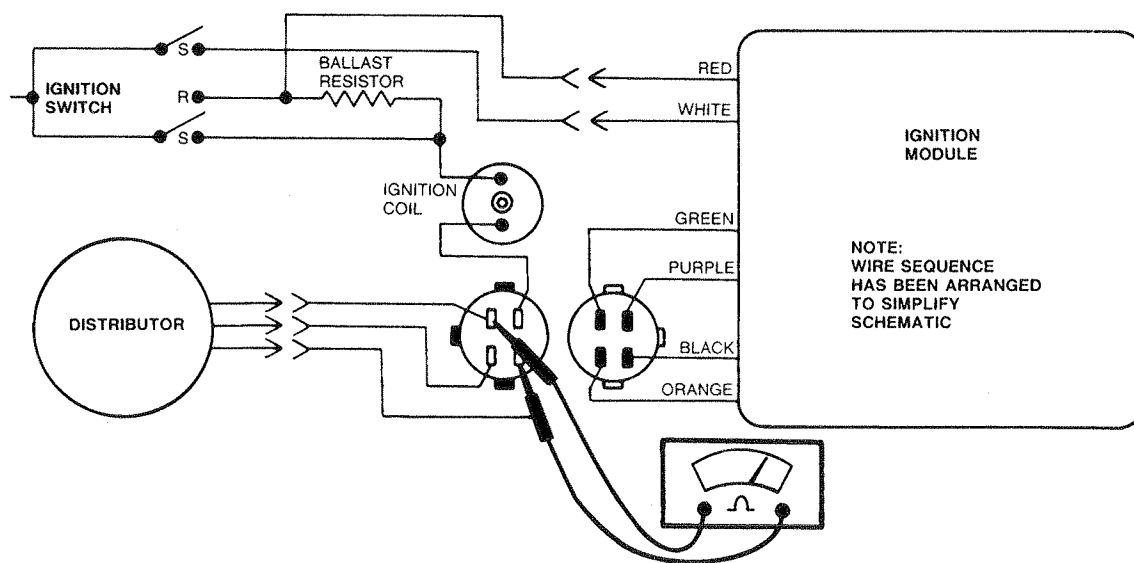 S
BALLAST
RESISTOR
IGNITION
SWITCH
R
S
RED
WHITE
IGNITION
MODULE
IGNITION
COIL
GREEN
PURPLE
NOTE:
WIRE SEQUENCE
HAS BEEN ARRANGED
TO SIMPLIFY
SCHEMATIC
DISTRIBUTOR
BLACK
ORANGE
Ω